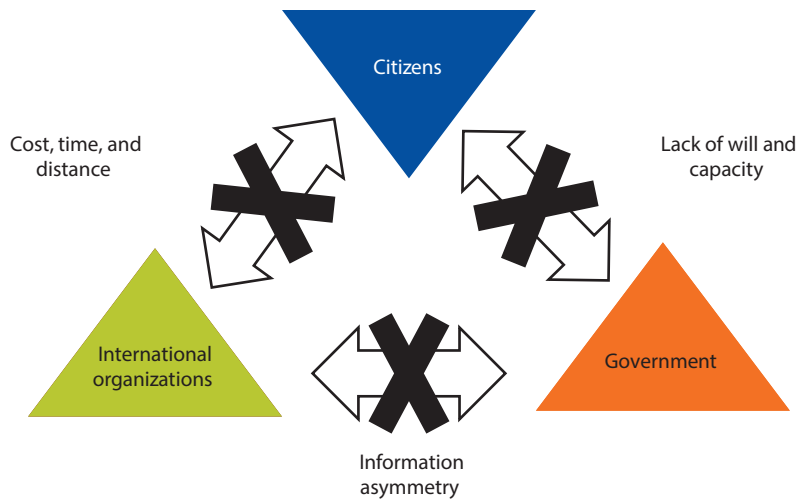 Citizens
Cost, time, and
distance
Lack of will and
capacity
International
organizations
Government
Information
asymmetry